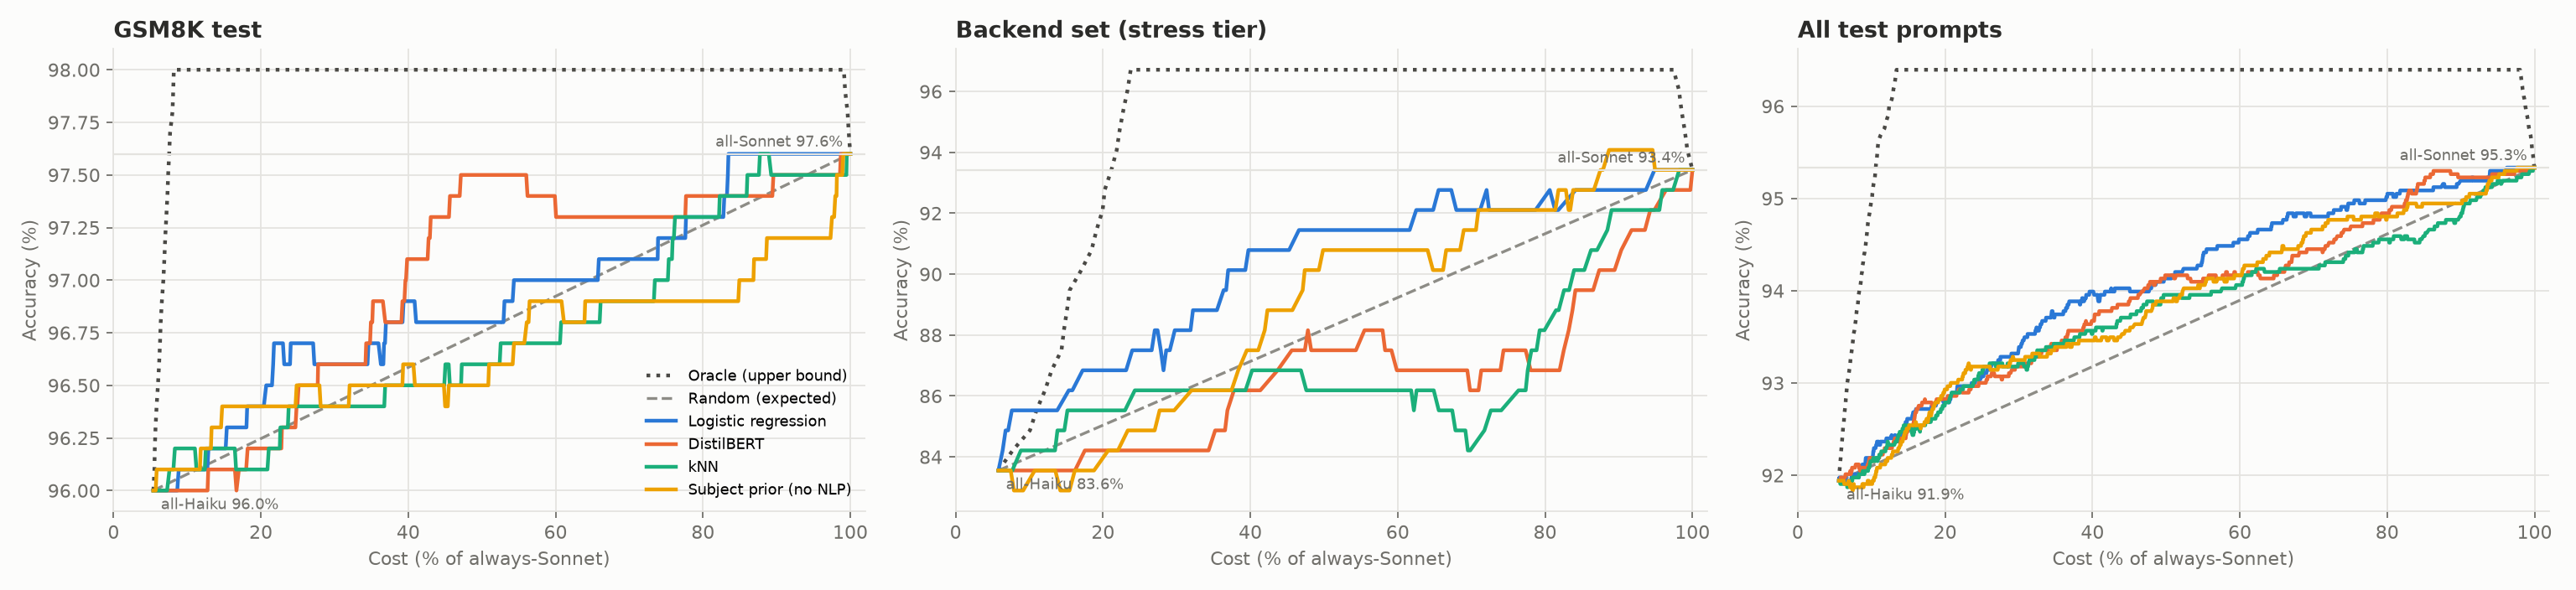 GSM8K test
98.00
97.75
97.50
97.25
97.00
96.75
96.50
96.25
96.00
Accuracy (%)
all-Sonnet 97.6%
all-Haiku 96.0%
Oracle (upper bound)
Random (expected)
Logistic regression
DistilBERT
kNN
Subject prior (no NLP)
0 20 40 60 80 100
Cost (% of always-Sonnet)
Backend set (stress tier)
96
94
92
90
88
86
84
Accuracy (%)
all-Sonnet 93.4%
all-Haiku 83.6%
0 20 40 60 80 100
Cost (% of always-Sonnet)
All test prompts
96
95
94
93
92
Accuracy (%)
all-Sonnet 95.3%
all-Haiku 91.9%
0 20 40 60 80 100
Cost (% of always-Sonnet)